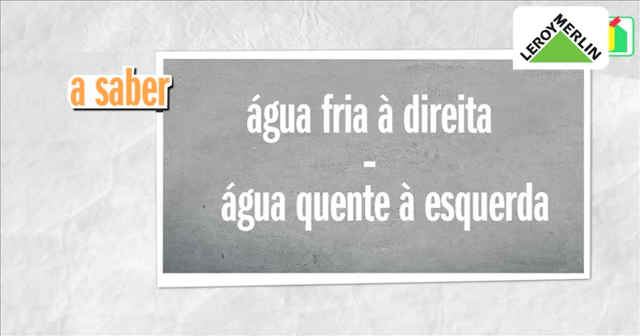 LEROY MERLIN
a saber
água fria à direita
-
água quente à esquerda